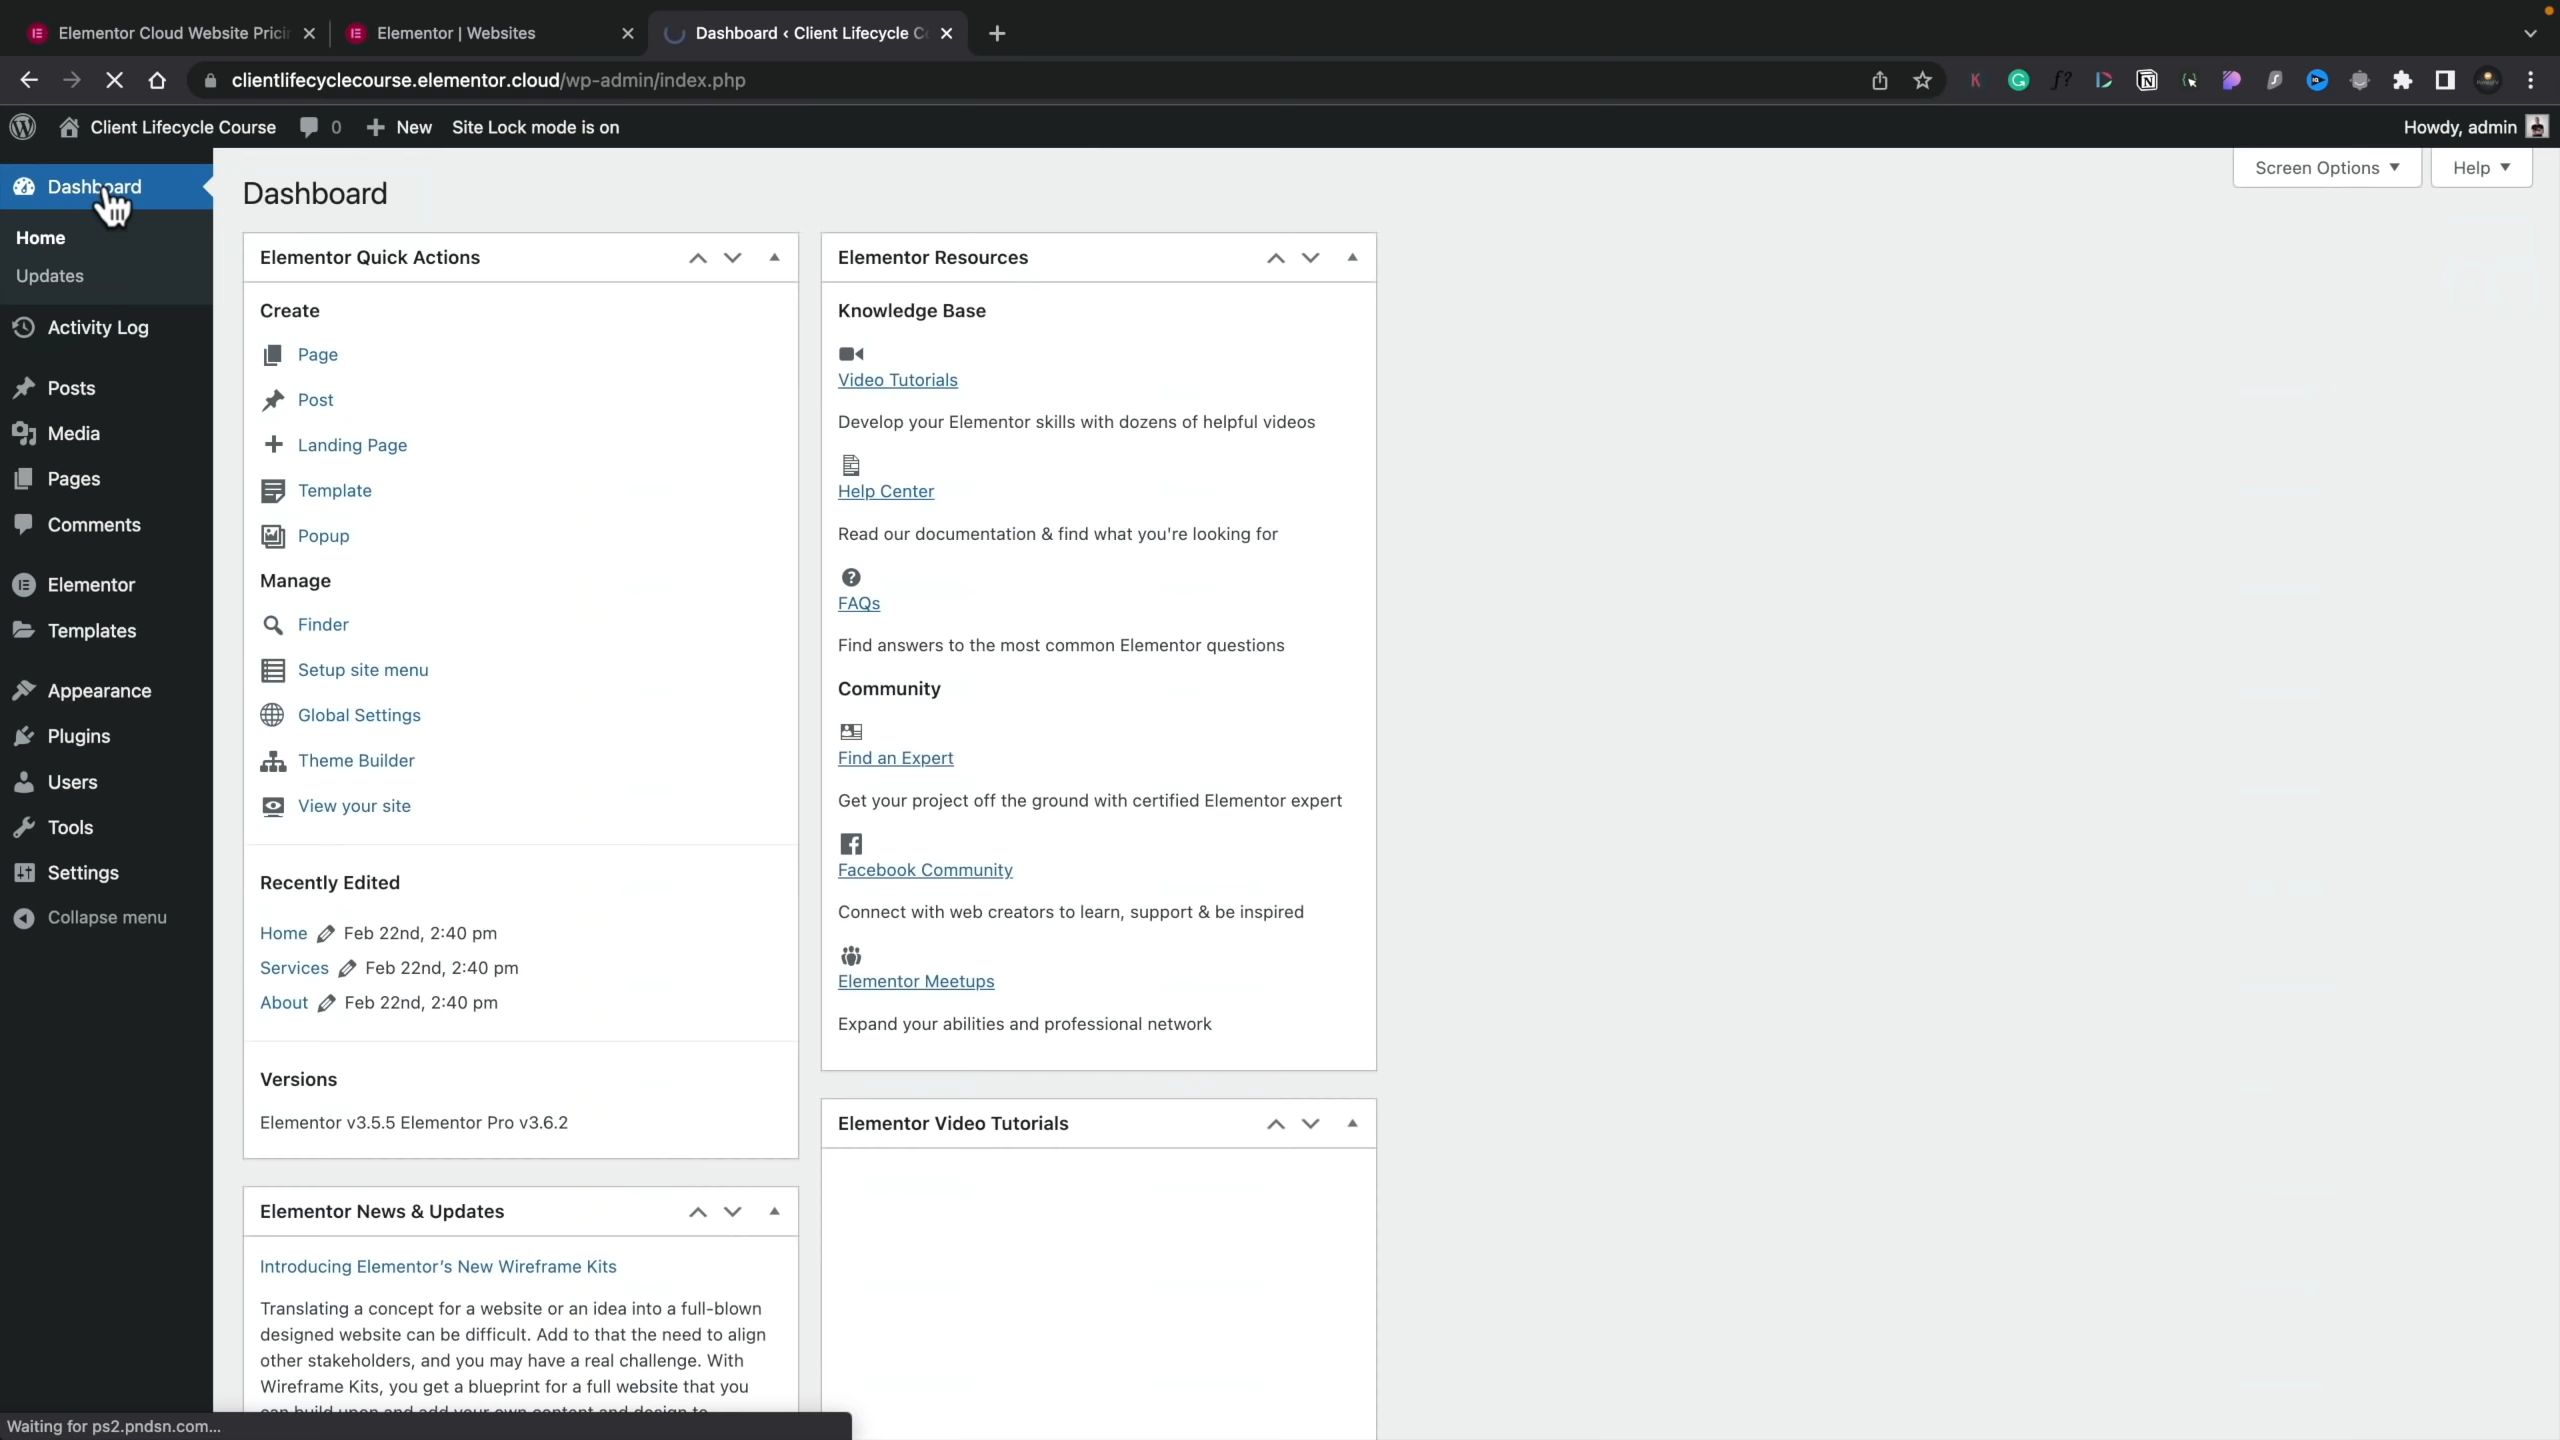 Elementor Cloud Website Prici
Elementor | Websites
Dashboard ‹ Client Lifecycle C
clientlifecyclecourse.elementor.cloud/wp-admin/index.php
Client Lifecycle Course
0
New
Site Lock mode is on
Howdy, admin
Dashboard
Home
Updates
Activity Log
Posts
Media
Pages
Comments
Elementor
Templates
Appearance
Plugins
Users
Tools
Settings
Collapse menu
Screen Options
Help
Dashboard
Elementor Quick Actions
Create
Page
Post
Landing Page
Template
Popup
Manage
Finder
Setup site menu
Global Settings
Theme Builder
View your site
Recently Edited
Home Feb 22nd, 2:40 pm
Services Feb 22nd, 2:40 pm
About Feb 22nd, 2:40 pm
Versions
Elementor v3.5.5 Elementor Pro v3.6.2
Elementor News & Updates
Introducing Elementor’s New Wireframe Kits
Translating a concept for a website or an idea into a full-blown
designed website can be difficult. Add to that the need to align
other stakeholders, and you may have a real challenge. With
Wireframe Kits, you get a blueprint for a full website that you
can build upon and add your own content and design to
Elementor Resources
Knowledge Base
Video Tutorials
Develop your Elementor skills with dozens of helpful videos
Help Center
Read our documentation & find what you're looking for
FAQs
Find answers to the most common Elementor questions
Community
Find an Expert
Get your project off the ground with certified Elementor expert
Facebook Community
Connect with web creators to learn, support & be inspired
Elementor Meetups
Expand your abilities and professional network
Elementor Video Tutorials
Waiting for ps2.pndsn.com...